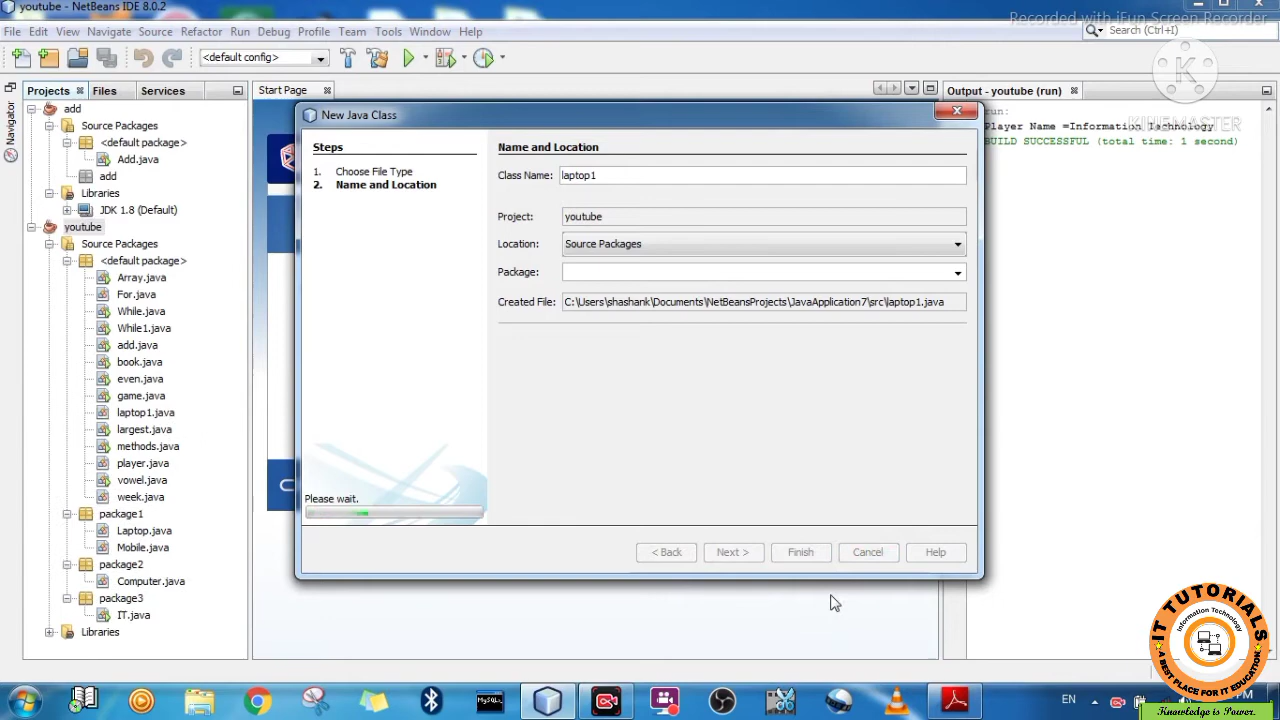 youtube - NetBeans IDE 8.0.2
Recorded with iFun Screen Recorder
File Edit View Navigate Source Refactor Run Debug Profile Team Tools Window Help
Search (Ctrl+I)
<default config>
K
KINEMASTER
Projects Files Services
Start Page
Output - youtube (run)
Navigator
add
Source Packages
<default package>
Add.java
add
Libraries
JDK 1.8 (Default)
youtube
Source Packages
<default package>
Array.java
For.java
While.java
While1.java
add.java
book.java
even.java
game.java
laptop1.java
largest.java
methods.java
player.java
vowel.java
week.java
package1
Laptop.java
Mobile.java
package2
Computer.java
package3
IT.java
Libraries
New Java Class
Steps
1. Choose File Type
2. Name and Location
Please wait.
Name and Location
Class Name: laptop1
Project: youtube
Location: Source Packages
Package:
Created File: C:\Users\shashank\Documents\NetBeansProjects\JavaApplication7\src\laptop1.java
< Back Next > Finish Cancel Help
run:
Player Name =Information Technology
BUILD SUCCESSFUL (total time: 1 second)
IT TUTORIALS
Information Technology
A BEST PLACE FOR IT EDUCATION
Knowledge is Power.
MySQL
EN
PM